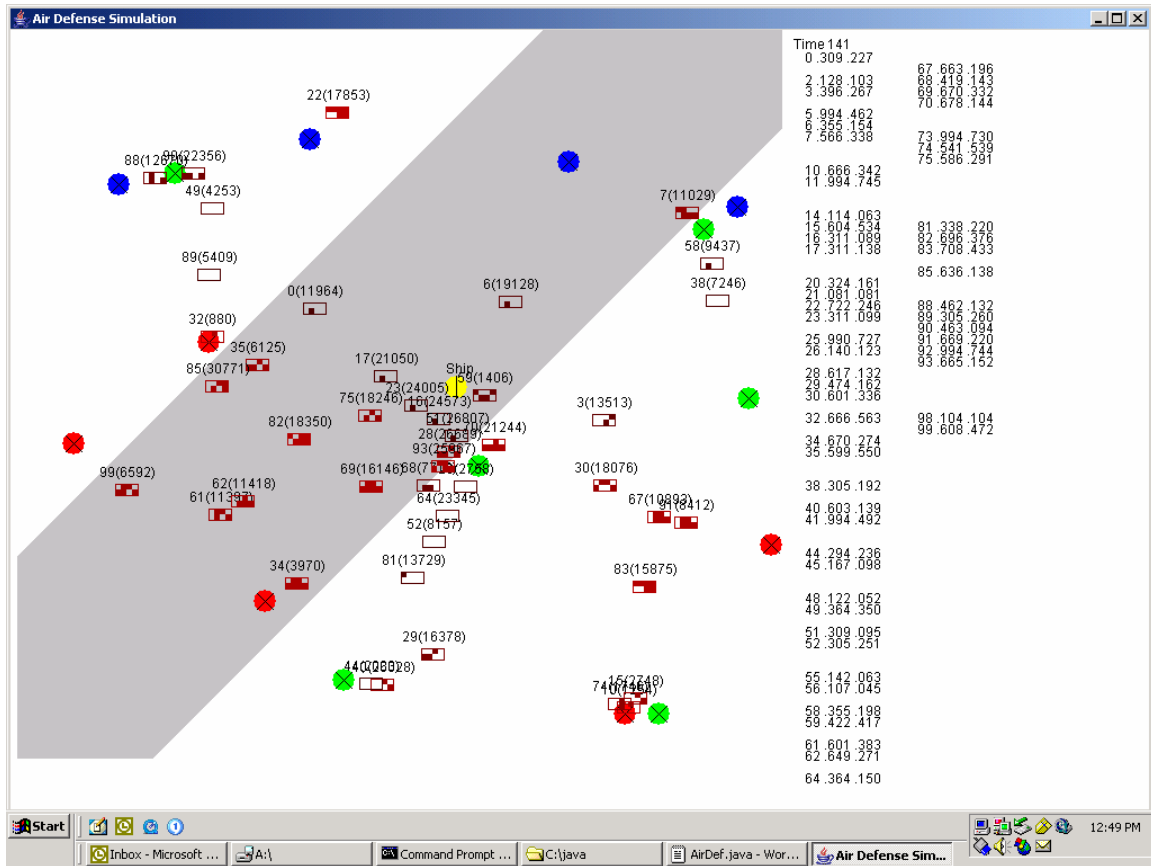 Air Defense Simulation
Time 141
22(17853)
88(12670)
49(4253)
7(11029)
58(9437)
89(5409)
38(7246)
0(11964)
6(19128)
32(880)
35(6125)
17(21050)
Ship
85(30771)
59(1406)
23(24005)
75(18246)
3(13513)
82(18350)
70(21244)
99(6592)
62(11418)
69(16146)
30(18076)
64(23345)
67(10893)
52(8157)
81(13729)
34(3970)
83(15875)
29(16378)
15(2748)
0 .309 .227
2 .128 .103
3 .396 .267
5 .994 .462
6 .355 .154
7 .566 .338
10 .666 .342
11 .994 .745
14 .114 .063
15 .604 .534
16 .311 .089
17 .311 .138
20 .324 .161
21 .081 .081
22 .722 .246
23 .311 .099
25 .990 .727
26 .140 .123
28 .617 .132
29 .474 .162
30 .601 .336
32 .666 .563
34 .670 .274
35 .599 .550
38 .305 .192
40 .603 .139
41 .994 .492
44 .294 .236
45 .167 .098
48 .122 .052
49 .364 .350
51 .309 .095
52 .305 .251
55 .142 .063
56 .107 .045
58 .355 .198
59 .422 .417
61 .601 .383
62 .649 .271
64 .364 .150
67 .663 .196
68 .419 .143
69 .670 .332
70 .678 .144
73 .994 .730
74 .541 .539
75 .586 .291
81 .338 .220
82 .696 .376
83 .708 .433
85 .636 .138
88 .462 .132
89 .305 .260
90 .463 .094
91 .669 .220
92 .994 .744
93 .665 .152
98 .104 .104
99 .608 .472
Start
12:49 PM
Inbox - Microsoft ...
A:\
Command Prompt ...
C:\java
AirDef.java - Wor...
Air Defense Sim...